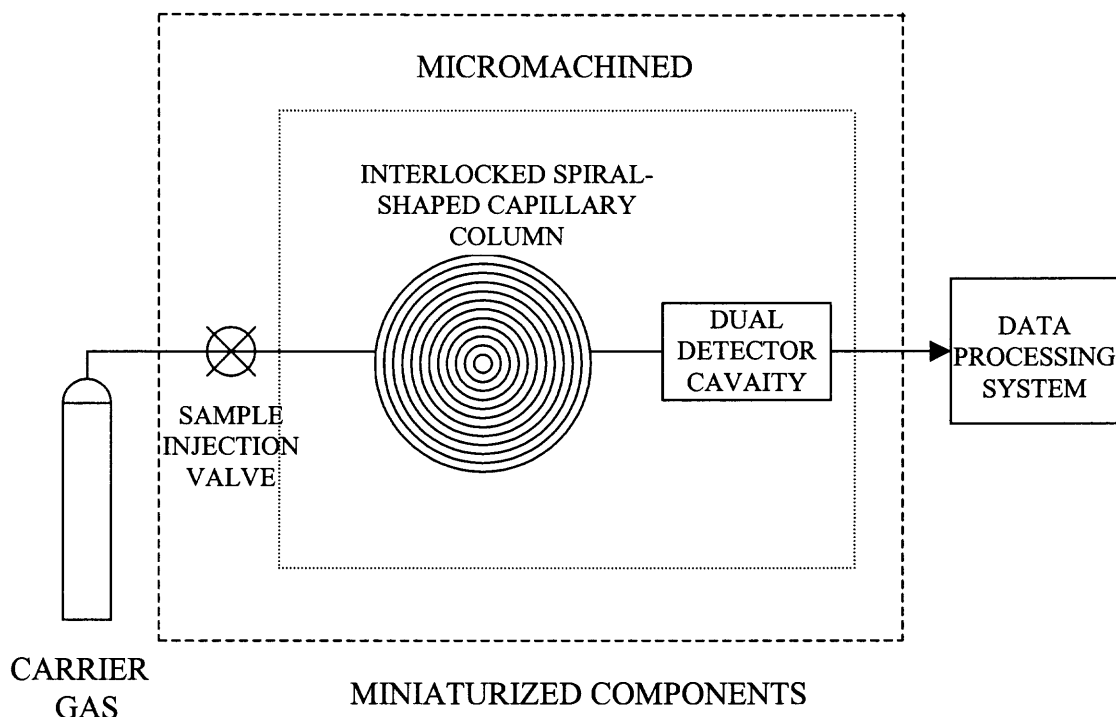 MICROMACHINED
INTERLOCKED SPIRAL-
SHAPED CAPILLARY
COLUMN
DUAL
DETECTOR
CAVAITY
DATA
PROCESSING
SYSTEM
SAMPLE
INJECTION
VALVE
CARRIER
GAS
MINIATURIZED COMPONENTS